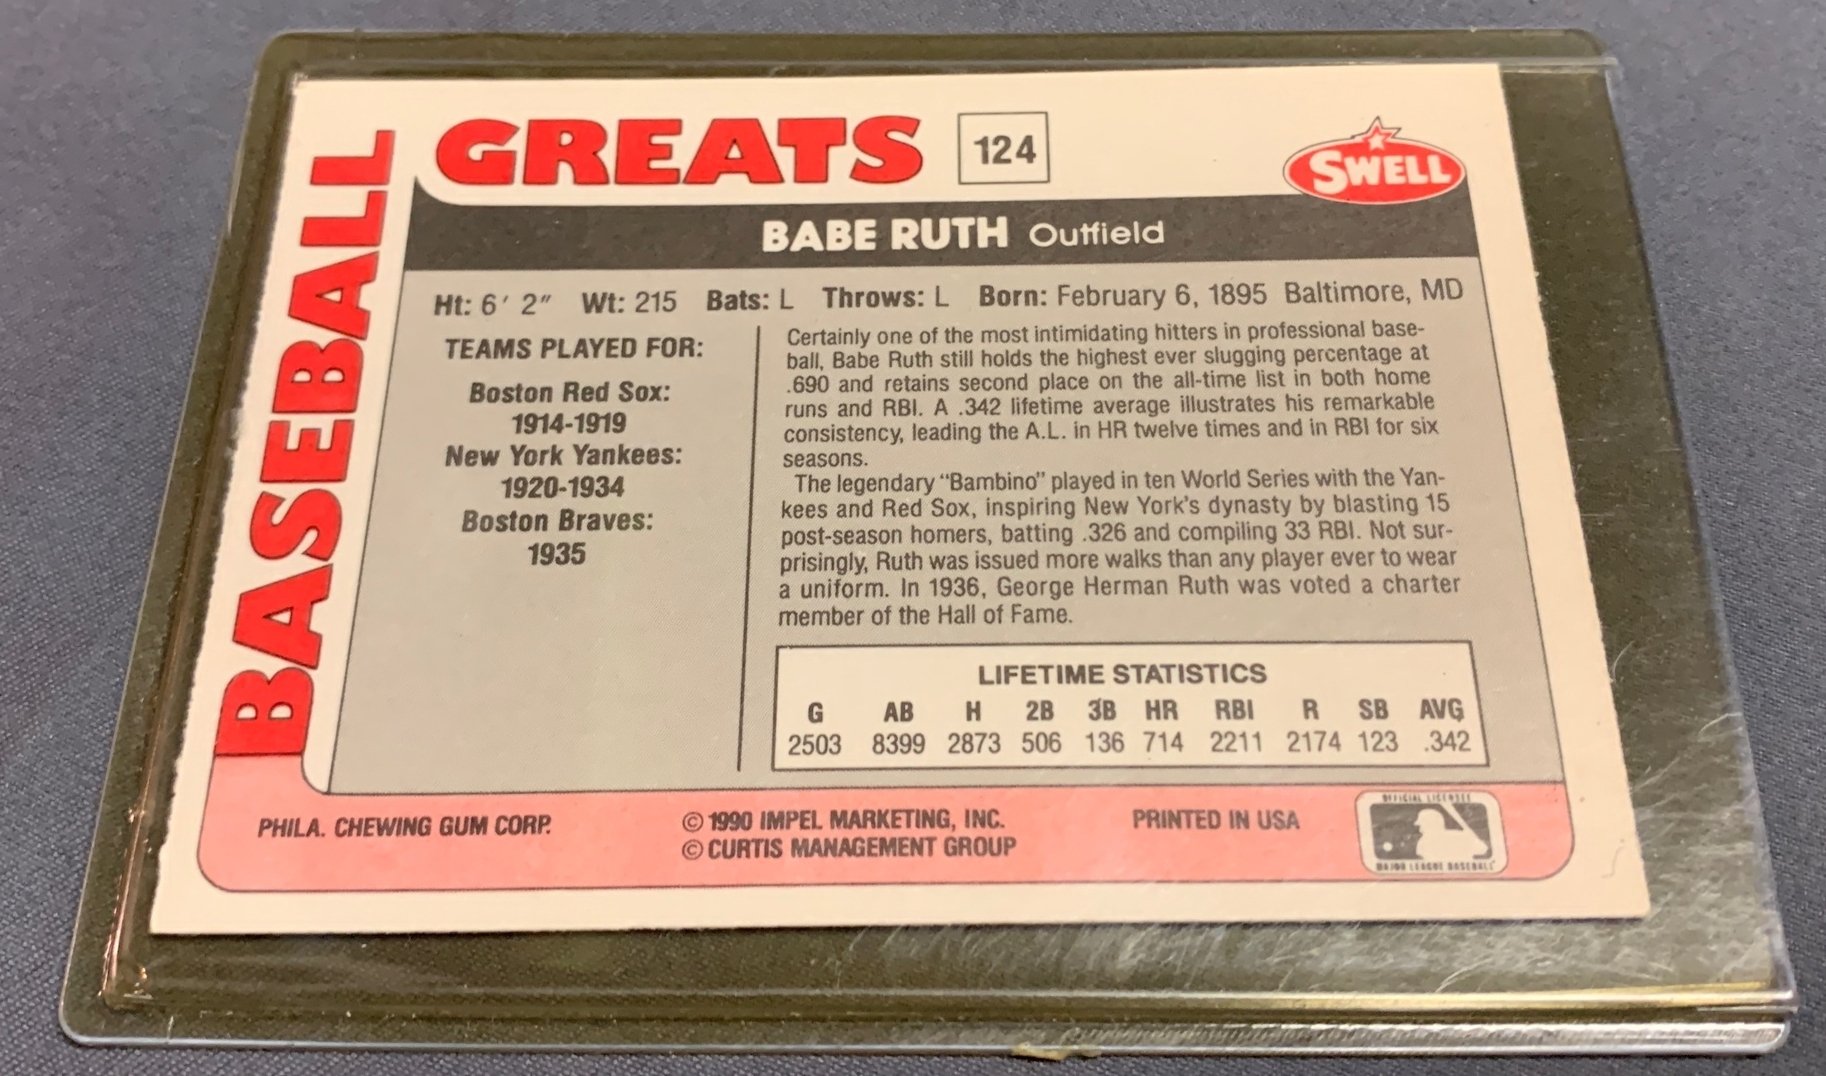 BASEBALL
GREATS
124
SWELL
BABE RUTH Outfield
Ht: 6' 2" Wt: 215 Bats: L Throws: L Born: February 6, 1895 Baltimore, MD
TEAMS PLAYED FOR:
Boston Red Sox:
1914-1919
New York Yankees:
1920-1934
Boston Braves:
1935
Certainly one of the most intimidating hitters in professional base-
ball, Babe Ruth still holds the highest ever slugging percentage at
.690 and retains second place on the all-time list in both home
runs and RBI. A .342 lifetime average illustrates his remarkable
consistency, leading the A.L. in HR twelve times and in RBI for six
seasons.
The legendary "Bambino" played in ten World Series with the Yan-
kees and Red Sox, inspiring New York's dynasty by blasting 15
post-season homers, batting .326 and compiling 33 RBI. Not sur-
prisingly, Ruth was issued more walks than any player ever to wear
a uniform. In 1936, George Herman Ruth was voted a charter
member of the Hall of Fame.
LIFETIME STATISTICS
G AB H 2B 3B HR RBI R SB AVG
2503 8399 2873 506 136 714 2211 2174 123 .342
PHILA. CHEWING GUM CORP.
© 1990 IMPEL MARKETING, INC.
© CURTIS MANAGEMENT GROUP
PRINTED IN USA
OFFICIAL LICENSEE
MAJOR LEAGUE BASEBALL